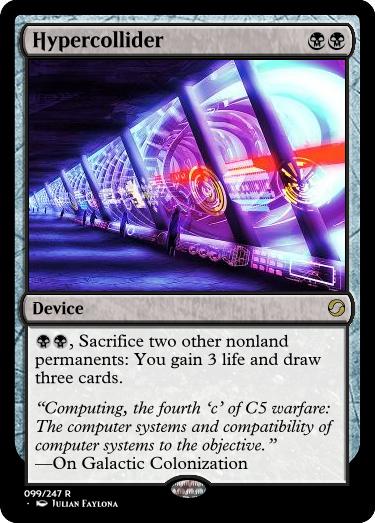 Hypercollider
Device
, Sacrifice two other nonland
permanents: You gain 3 life and draw
three cards.
“Computing, the fourth ‘c’ of C5 warfare:
The computer systems and compatibility of
computer systems to the objective.”
—On Galactic Colonization
099/247 R
· JULIAN FAYLONA